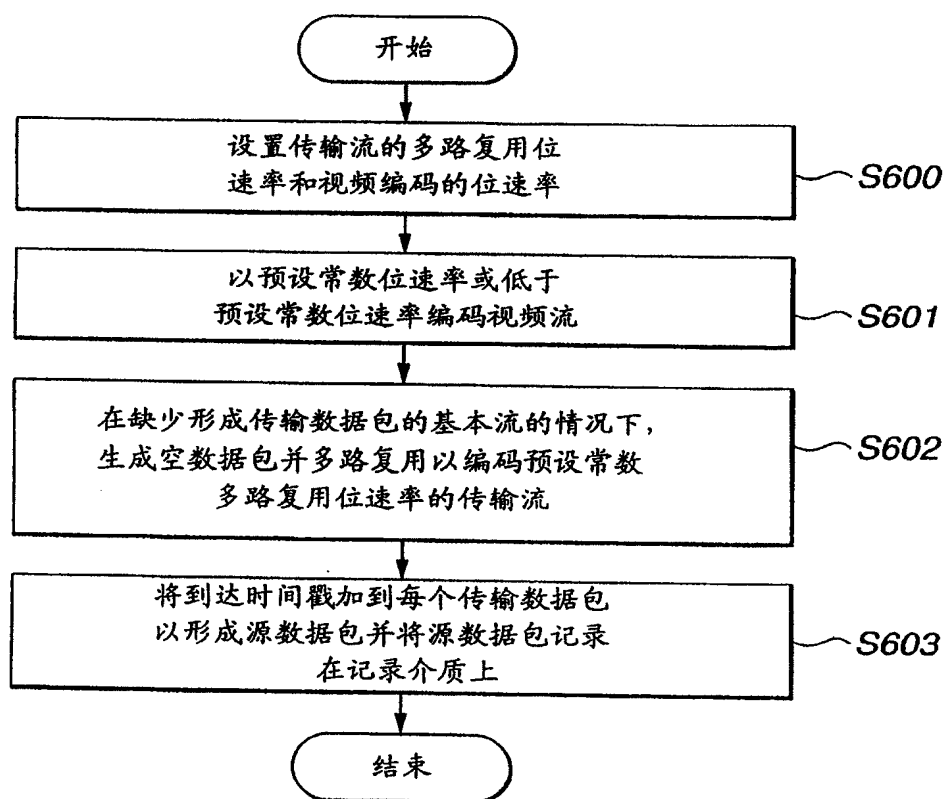 开始
设置传输流的多路复用位
速率和视频编码的位速率
S600
以预设常数位速率或低于
预设常数位速率编码视频流
S601
在缺少形成传输数据包的基本流的情况下，
生成空数据包并多路复用以编码预设常数
多路复用位速率的传输流
S602
将到达时间戳加到每个传输数据包
以形成源数据包并将源数据包记录
在记录介质上
S603
结束